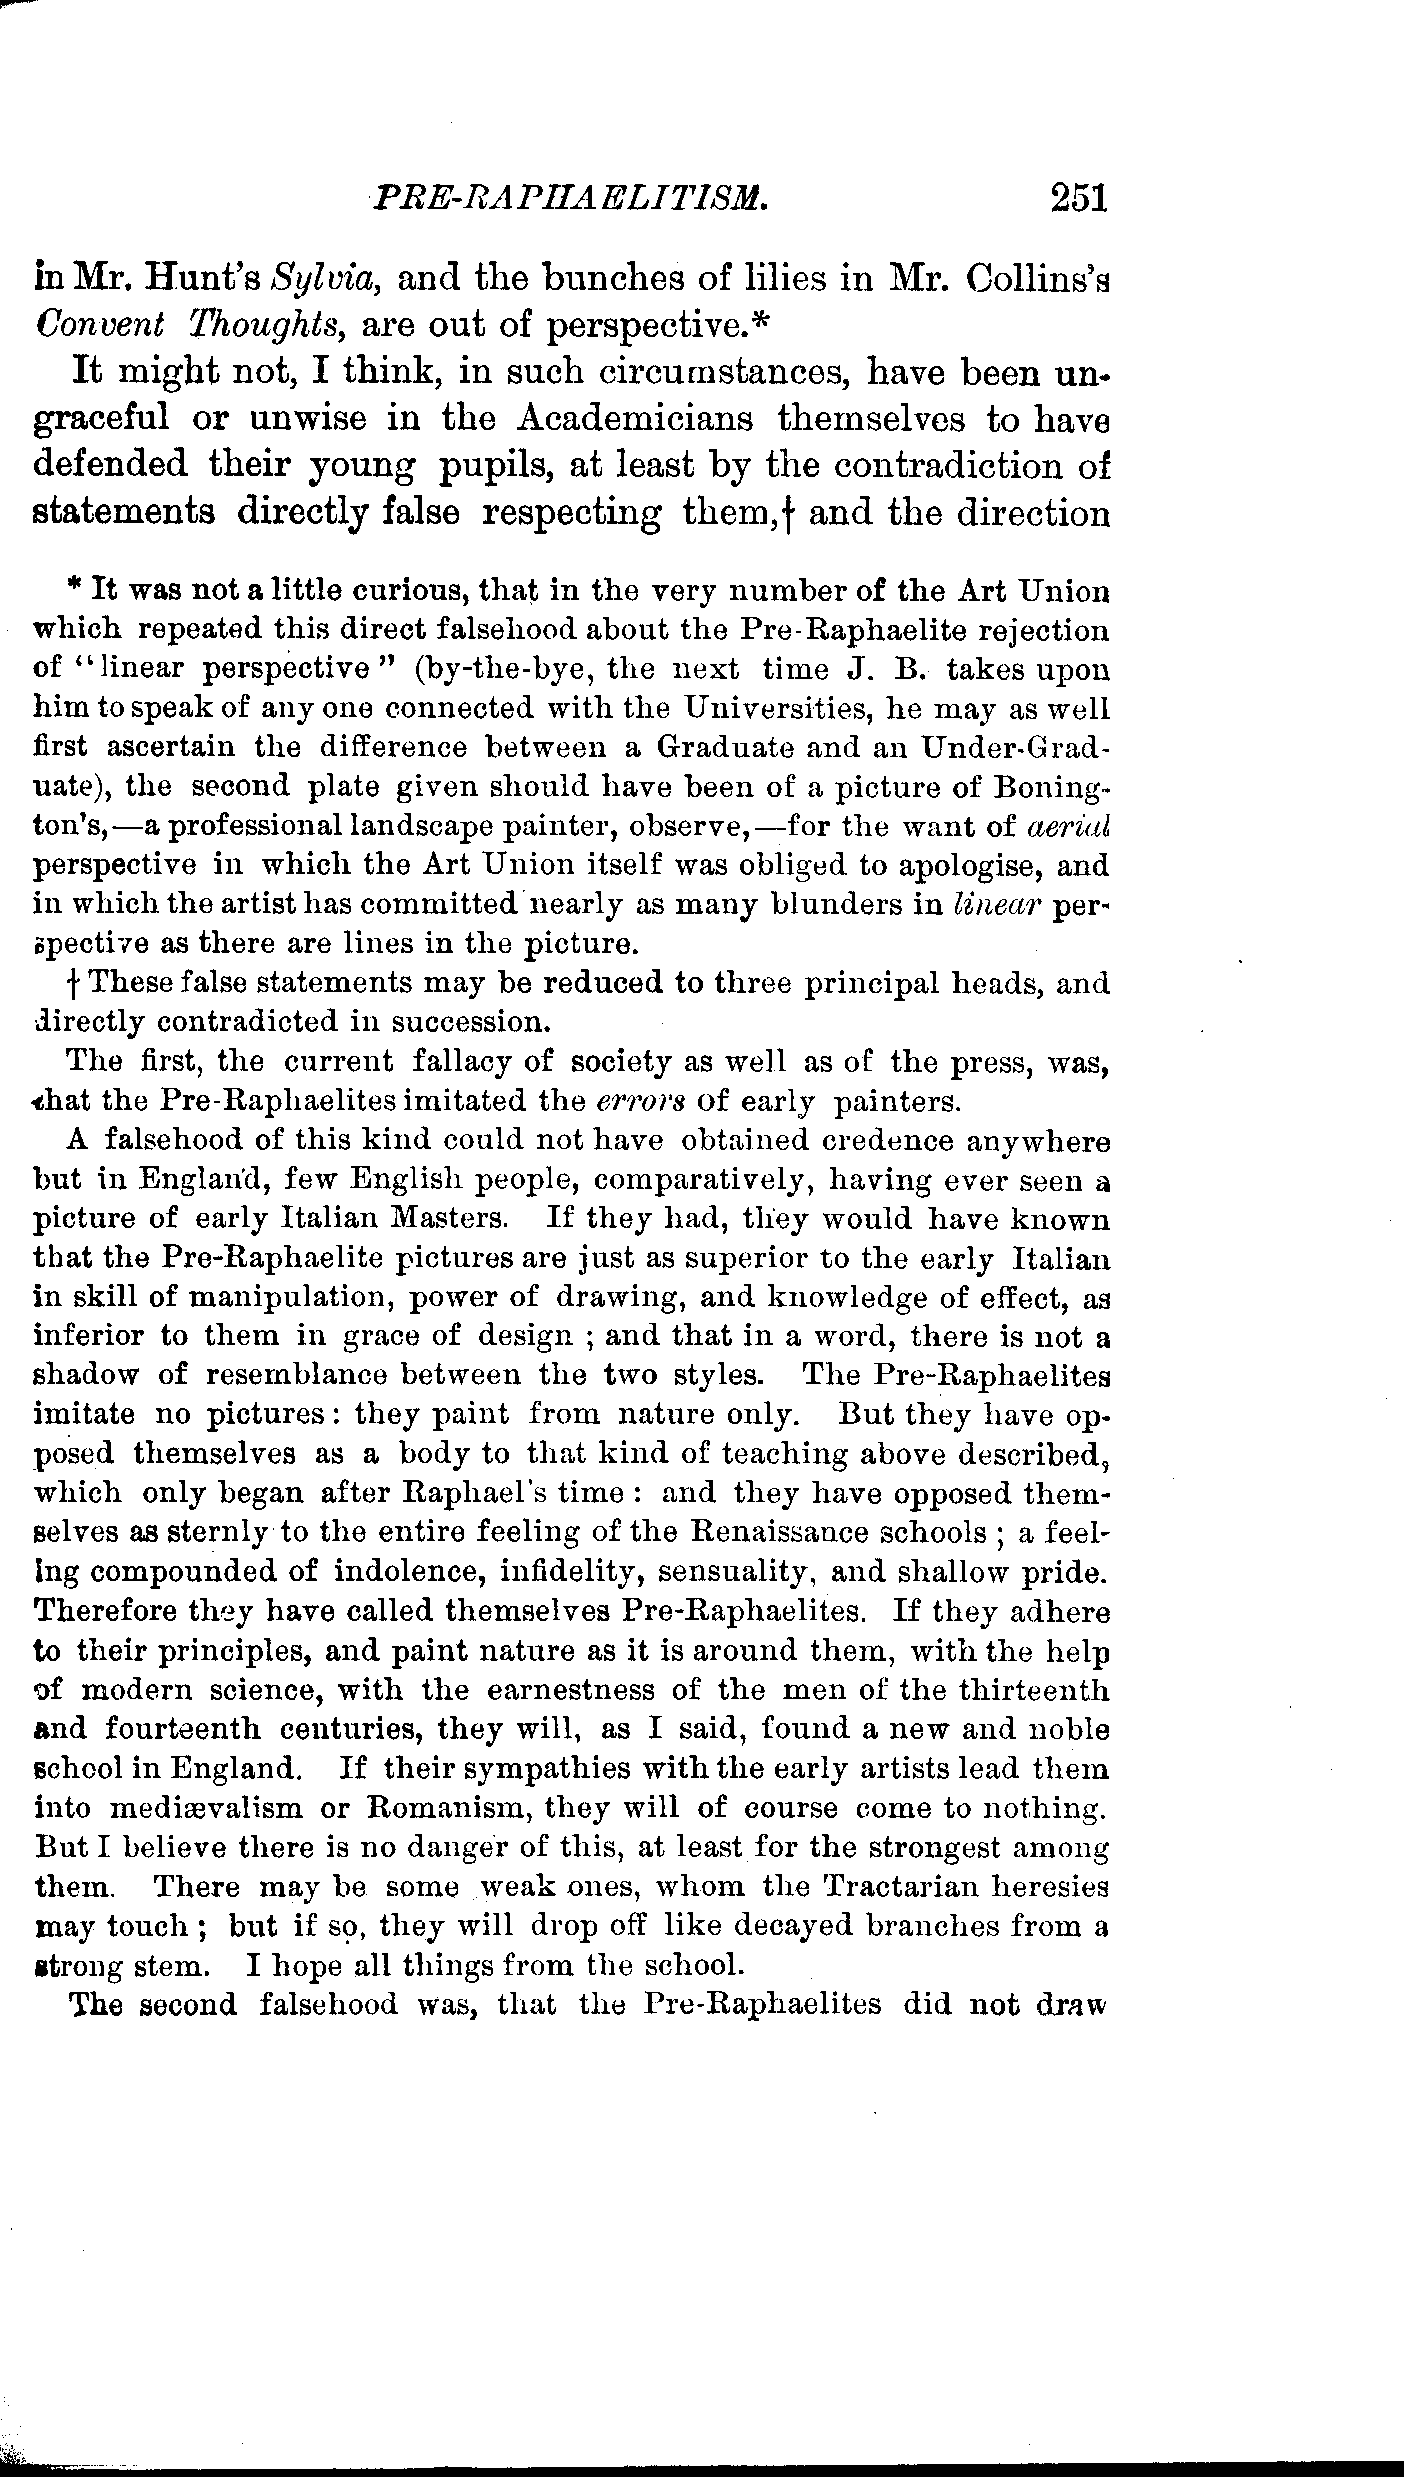 PRE-RAPHAELITISM. 251
in Mr. Hunt's Sylvia, and the bunches of lilies in Mr. Collins's
Convent Thoughts, are out of perspective.*
It might not, I think, in such circumstances, have been un-
graceful or unwise in the Academicians themselves to have
defended their young pupils, at least by the contradiction of
statements directly false respecting them,† and the direction
* It was not a little curious, that in the very number of the Art Union
which repeated this direct falsehood about the Pre-Raphaelite rejection
of "linear perspective" (by-the-bye, the next time J. B. takes upon
him to speak of any one connected with the Universities, he may as well
first ascertain the difference between a Graduate and an Under-Grad-
uate), the second plate given should have been of a picture of Boning-
ton's,—a professional landscape painter, observe,—for the want of aerial
perspective in which the Art Union itself was obliged to apologise, and
in which the artist has committed nearly as many blunders in linear per-
spective as there are lines in the picture.
† These false statements may be reduced to three principal heads, and
directly contradicted in succession.
The first, the current fallacy of society as well as of the press, was,
that the Pre-Raphaelites imitated the errors of early painters.
A falsehood of this kind could not have obtained credence anywhere
but in England, few English people, comparatively, having ever seen a
picture of early Italian Masters. If they had, they would have known
that the Pre-Raphaelite pictures are just as superior to the early Italian
in skill of manipulation, power of drawing, and knowledge of effect, as
inferior to them in grace of design ; and that in a word, there is not a
shadow of resemblance between the two styles. The Pre-Raphaelites
imitate no pictures: they paint from nature only. But they have op-
posed themselves as a body to that kind of teaching above described,
which only began after Raphael's time : and they have opposed them-
selves as sternly to the entire feeling of the Renaissance schools ; a feel-
ing compounded of indolence, infidelity, sensuality, and shallow pride.
Therefore they have called themselves Pre-Raphaelites. If they adhere
to their principles, and paint nature as it is around them, with the help
of modern science, with the earnestness of the men of the thirteenth
and fourteenth centuries, they will, as I said, found a new and noble
school in England. If their sympathies with the early artists lead them
into mediævalism or Romanism, they will of course come to nothing.
But I believe there is no danger of this, at least for the strongest among
them. There may be some weak ones, whom the Tractarian heresies
may touch ; but if so, they will drop off like decayed branches from a
strong stem. I hope all things from the school.
The second falsehood was, that the Pre-Raphaelites did not draw